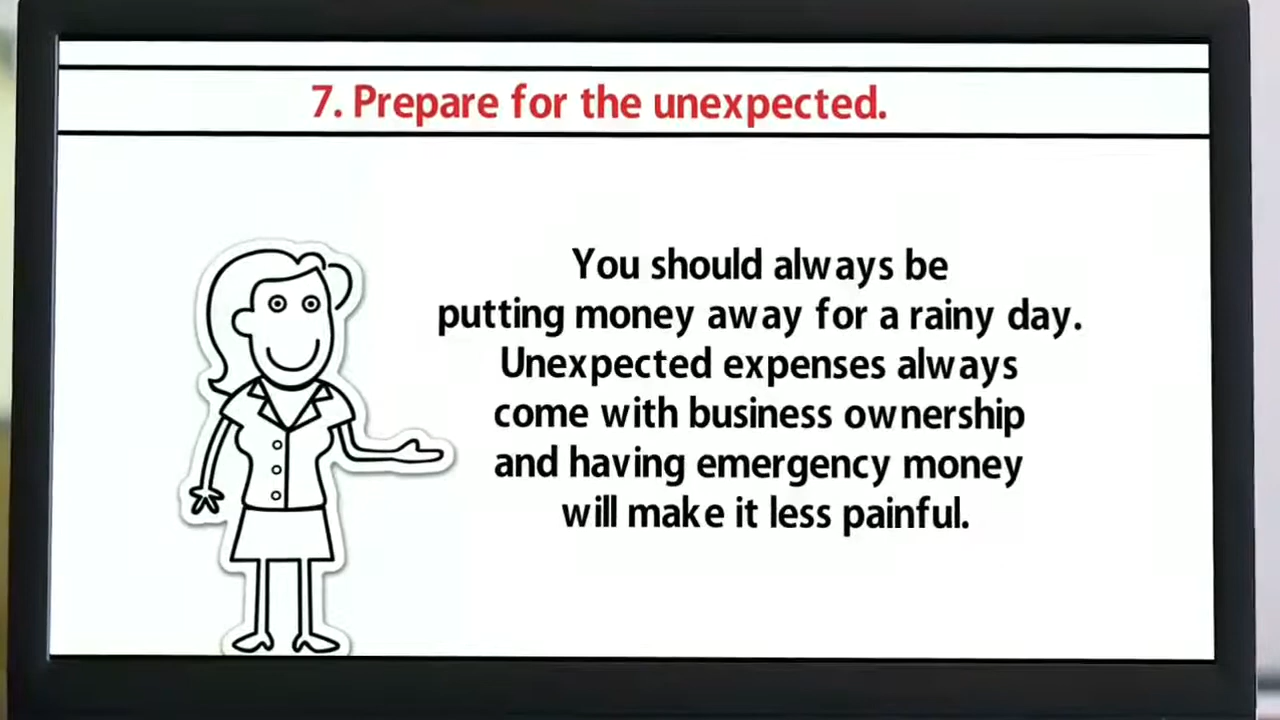 7. Prepare for the unexpected.
You should always be
putting money away for a rainy day.
Unexpected expenses always
come with business ownership
and having emergency money
will make it less painful.